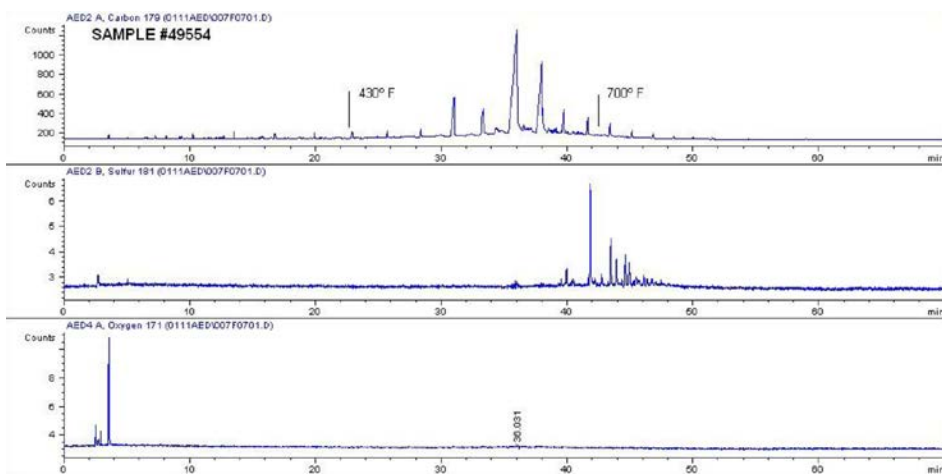 AED2 A, Carbon 179 (0111AED\007F0701.D)
Counts
SAMPLE #49554
1000
800
600
400
200
430º F
700º F
0 10 20 30 40 50 60 min
AED2 B, Sulfur 181 (0111AED\007F0701.D)
Counts
6
5
4
3
0 10 20 30 40 50 60 min
AED4 A, Oxygen 171 (0111AED\007F0701.D)
Counts
8
6
4
36.031
0 10 20 30 40 50 60 min